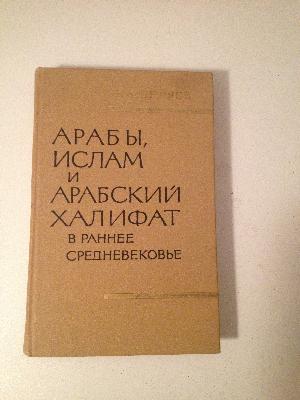 АРАБЫ,
ИСЛАМ
И
АРАБСКИЙ
ХАЛИФАТ
В РАННЕЕ
СРЕДНЕВЕКОВЬЕ